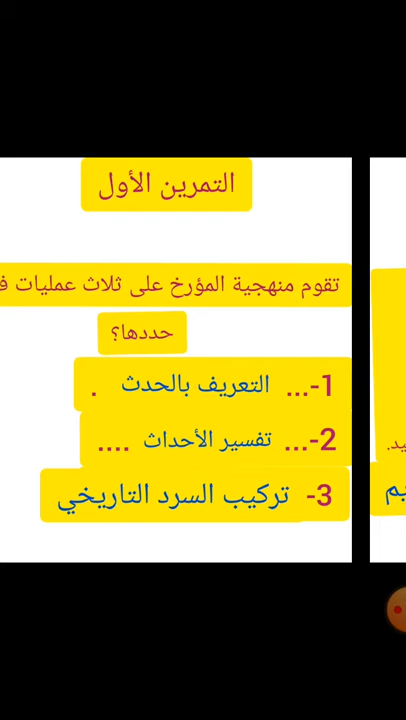 التمرين الأول
تقوم منهجية المؤرخ على ثلاث عمليات
حددها؟
1-... التعريف بالحدث .
2-... تفسير الأحداث ....
3- تركيب السرد التاريخي